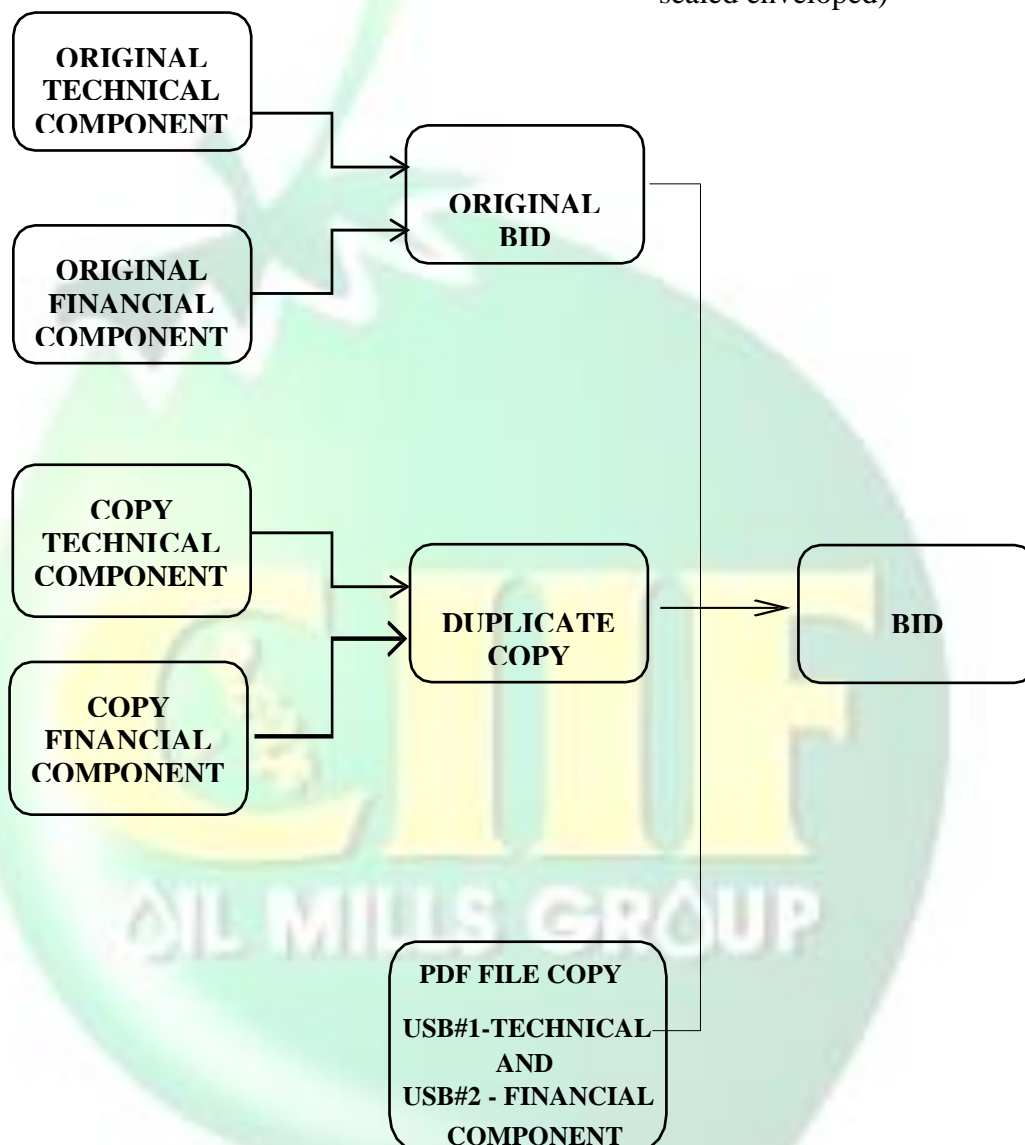 sealed enveloped)
ORIGINAL
TECHNICAL
COMPONENT
ORIGINAL
BID
ORIGINAL
FINANCIAL
COMPONENT
COPY
TECHNICAL
COMPONENT
DUPLICATE
COPY
BID
COPY
FINANCIAL
COMPONENT
CIIF
OIL MILLS GROUP
PDF FILE COPY
USB#1-TECHNICAL
AND
USB#2 - FINANCIAL
COMPONENT